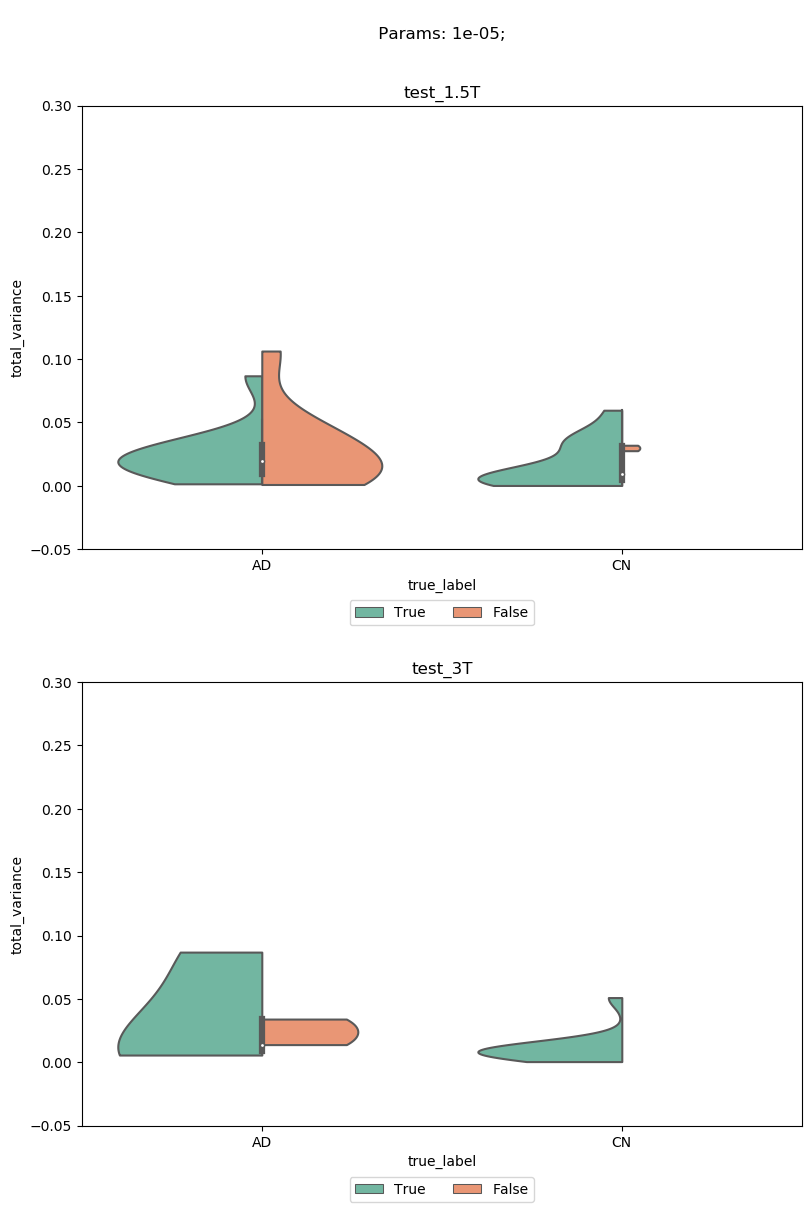 Params: 1e-05;
test_1.5T
0.30
0.25
0.20
0.15
0.10
0.05
0.00
−0.05
total_variance
AD CN
true_label
True False
test_3T
0.30
0.25
0.20
0.15
0.10
0.05
0.00
−0.05
total_variance
AD CN
true_label
True False